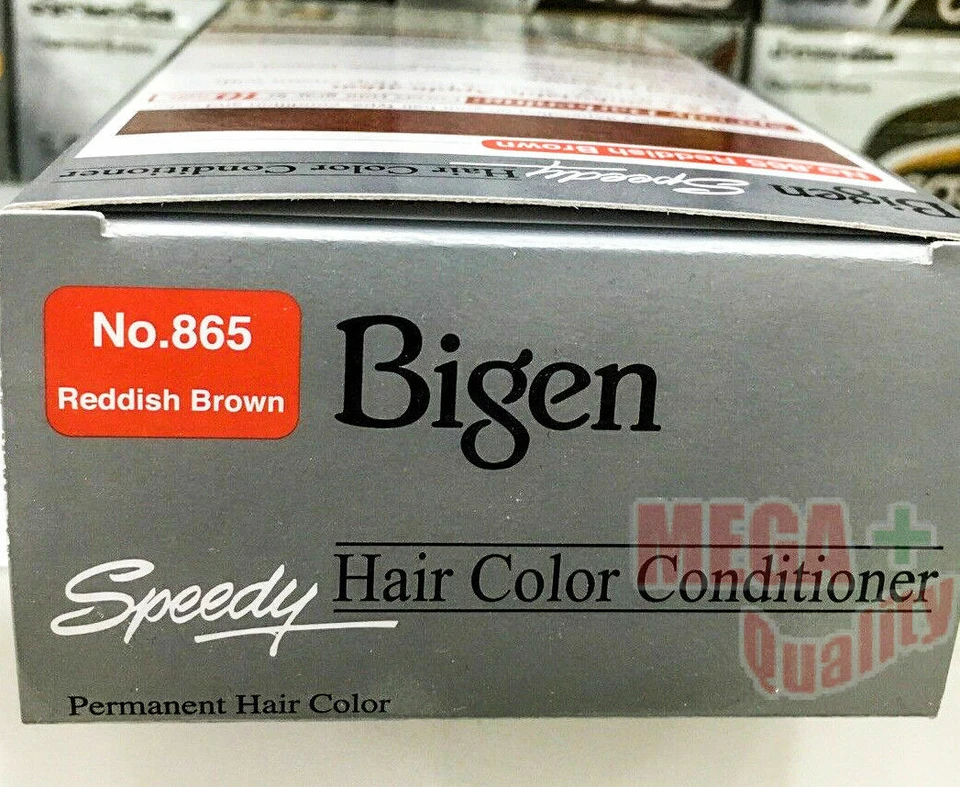 No.865 Reddish Brown
Bigen
Speedy Hair Color Conditioner
No.865
Reddish Brown
Bigen
Speedy Hair Color Conditioner
Permanent Hair Color
MEGA +
Quality